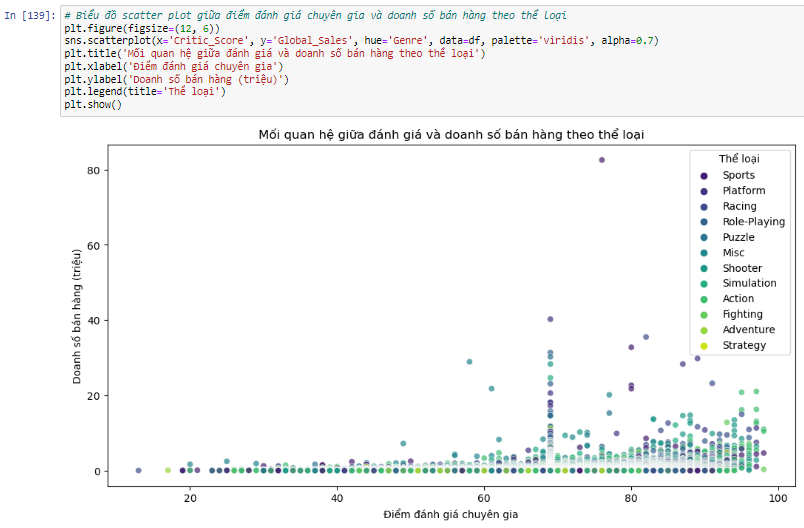 In [139]: # Biểu đồ scatter plot giữa điểm đánh giá chuyên gia và doanh số bán hàng theo thể loại
plt.figure(figsize=(12, 6))
sns.scatterplot(x='Critic_Score', y='Global_Sales', hue='Genre', data=df, palette='viridis', alpha=0.7)
plt.title('Mối quan hệ giữa đánh giá và doanh số bán hàng theo thể loại')
plt.xlabel('Điểm đánh giá chuyên gia')
plt.ylabel('Doanh số bán hàng (triệu)')
plt.legend(title='Thể loại')
plt.show()
Mối quan hệ giữa đánh giá và doanh số bán hàng theo thể loại
Doanh số bán hàng (triệu)
80
60
40
20
0
Thể loại
Sports
Platform
Racing
Role-Playing
Puzzle
Misc
Shooter
Simulation
Action
Fighting
Adventure
Strategy
20 40 60 80 100
Điểm đánh giá chuyên gia